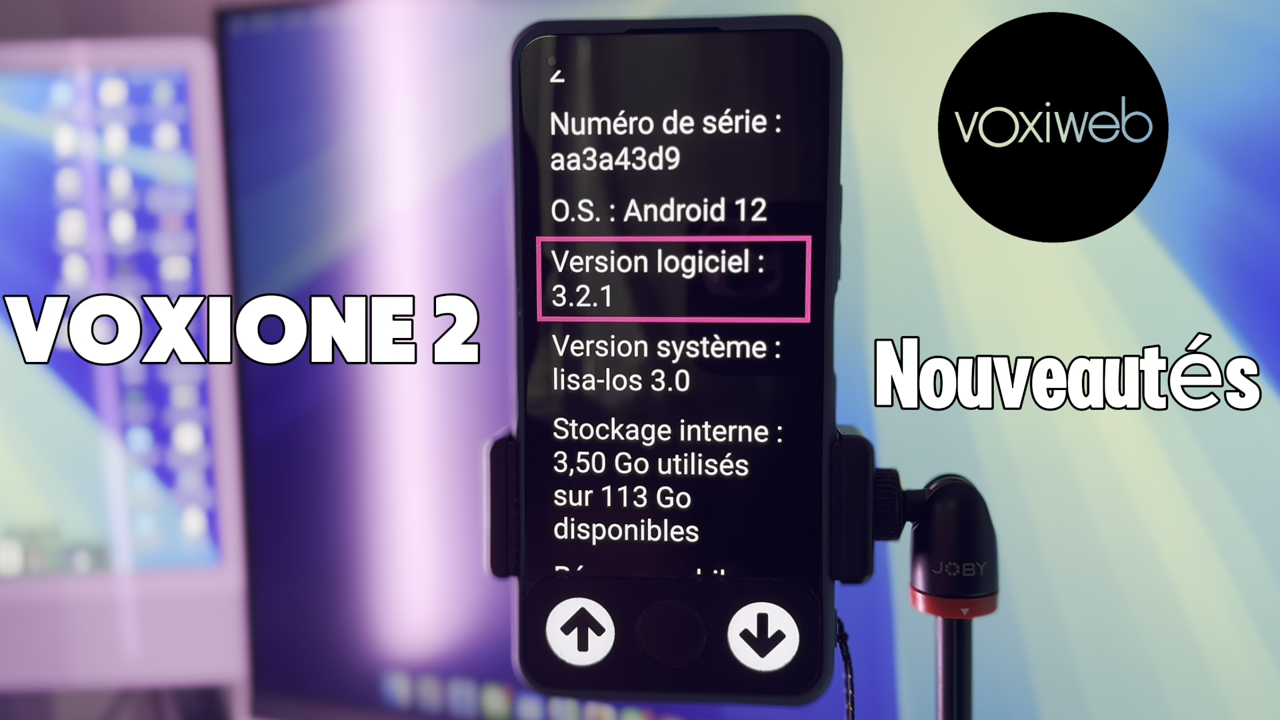 VOXIONE 2
2
Numéro de série :
aa3a43d9
O.S. : Android 12
Version logiciel :
3.2.1
Version système :
lisa-los 3.0
Stockage interne :
3,50 Go utilisés
sur 113 Go
disponibles
voxiweb
Nouveautés
JOBY